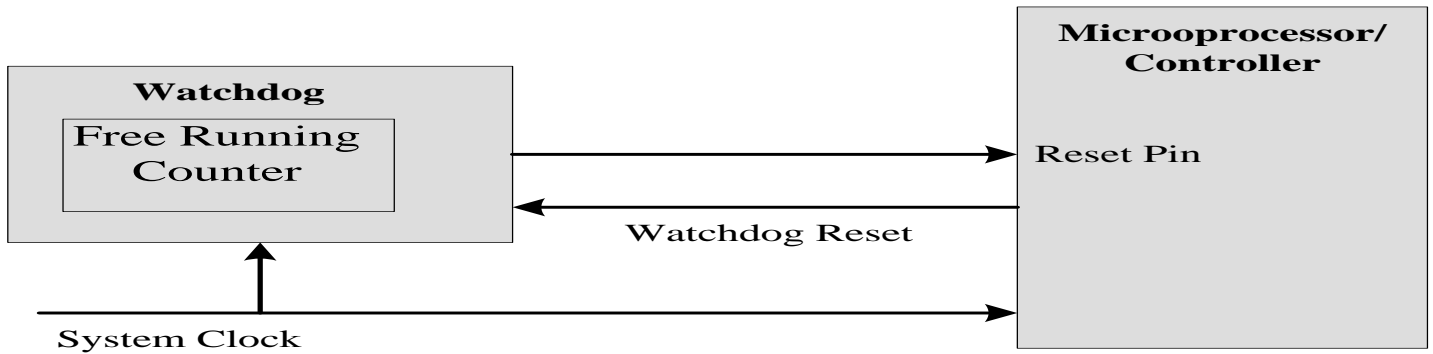 Microoprocessor/
Controller
Watchdog
Free Running
Counter
Reset Pin
Watchdog Reset
System Clock